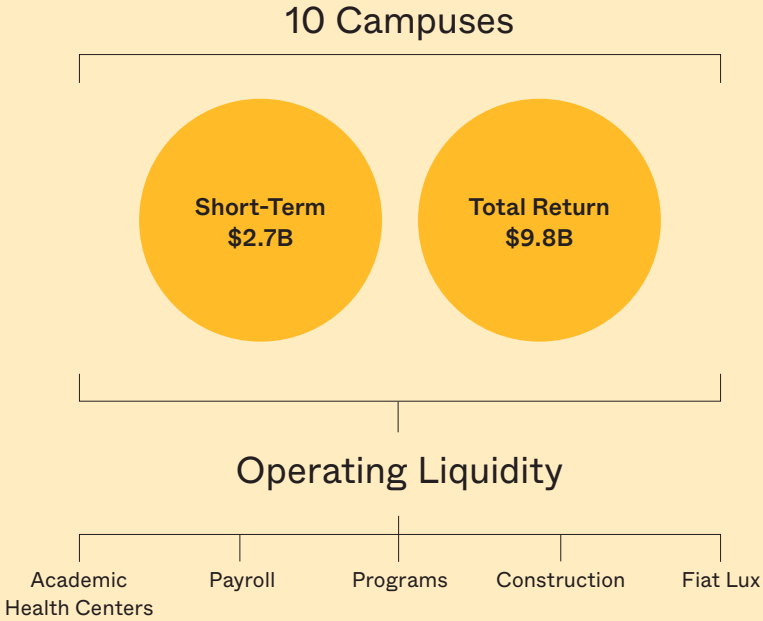 10 Campuses
Short-Term
$2.7B
Total Return
$9.8B
Operating Liquidity
Academic
Health Centers
Payroll
Programs
Construction
Fiat Lux